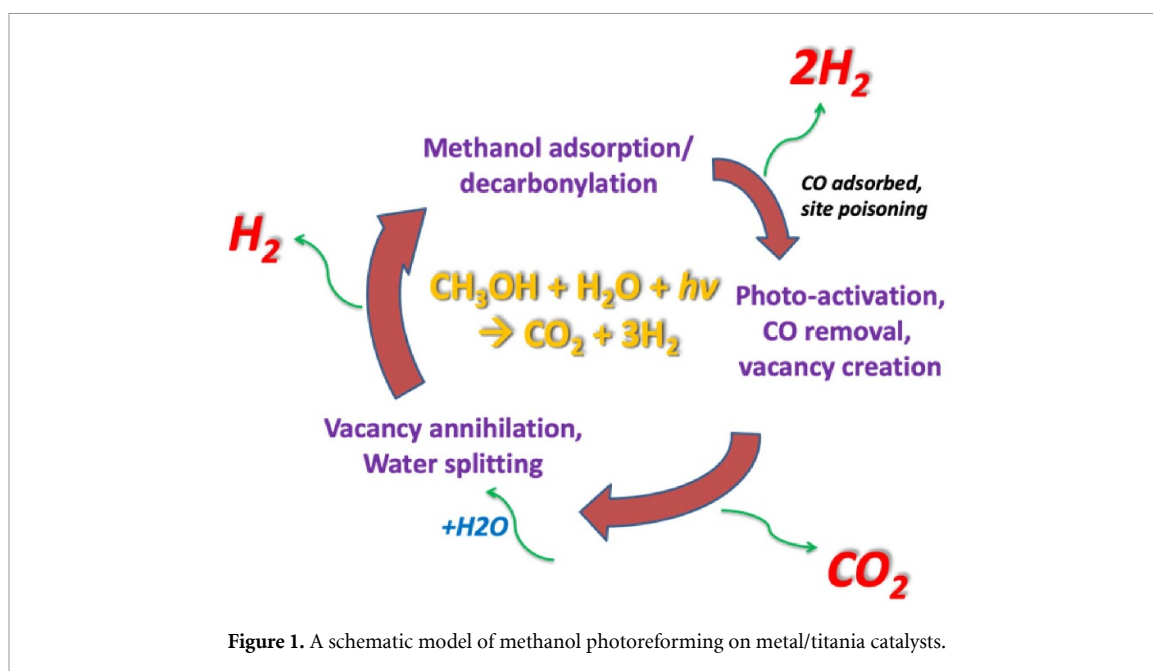 2H₂
Methanol adsorption/
decarbonylation
CO adsorbed,
site poisoning
H₂
CH₃OH + H₂O + hν
→ CO₂ + 3H₂
Photo-activation,
CO removal,
vacancy creation
Vacancy annihilation,
Water splitting
+H2O
CO₂
Figure 1. A schematic model of methanol photoreforming on metal/titania catalysts.